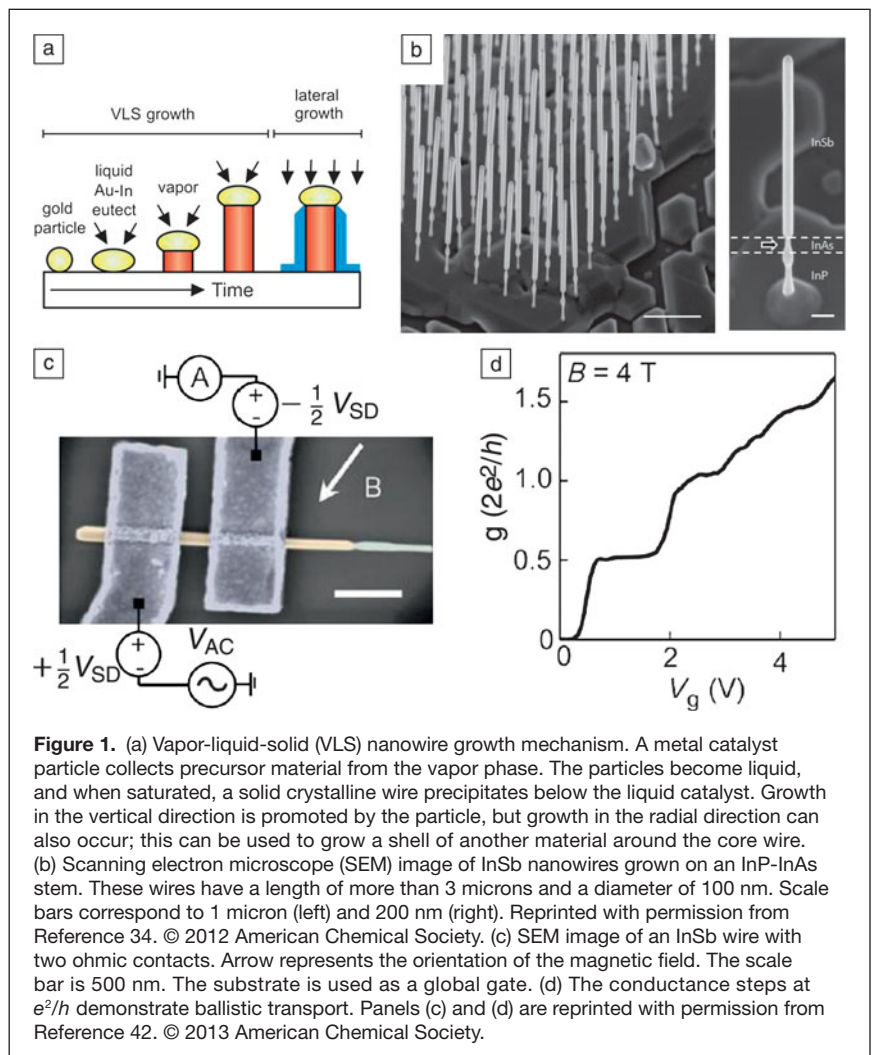 a
VLS growth
lateral
growth
gold
particle
liquid
Au-In
eutect
vapor
Time
b
InSb
InAs
InP
c
A
+
-
− ½ V_SD
B
+
-
+½ V_SD
V_AC
d
B = 4 T
g (2e²/h)
1.5
1.0
0.5
0
0
2
4
V_g (V)
Figure 1. (a) Vapor-liquid-solid (VLS) nanowire growth mechanism. A metal catalyst
particle collects precursor material from the vapor phase. The particles become liquid,
and when saturated, a solid crystalline wire precipitates below the liquid catalyst. Growth
in the vertical direction is promoted by the particle, but growth in the radial direction can
also occur; this can be used to grow a shell of another material around the core wire.
(b) Scanning electron microscope (SEM) image of InSb nanowires grown on an InP-InAs
stem. These wires have a length of more than 3 microns and a diameter of 100 nm. Scale
bars correspond to 1 micron (left) and 200 nm (right). Reprinted with permission from
Reference 34. © 2012 American Chemical Society. (c) SEM image of an InSb wire with
two ohmic contacts. Arrow represents the orientation of the magnetic field. The scale
bar is 500 nm. The substrate is used as a global gate. (d) The conductance steps at
e²/h demonstrate ballistic transport. Panels (c) and (d) are reprinted with permission from
Reference 42. © 2013 American Chemical Society.